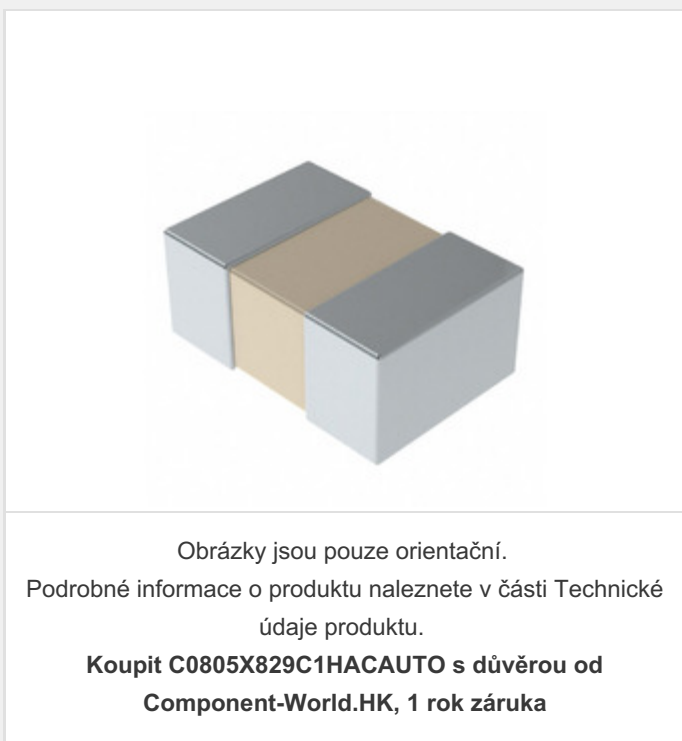 Obrázky jsou pouze orientační.
Podrobné informace o produktu naleznete v části Technické
údaje produktu.
Koupit C0805X829C1HACAUTO s důvěrou od
Component-World.HK, 1 rok záruka